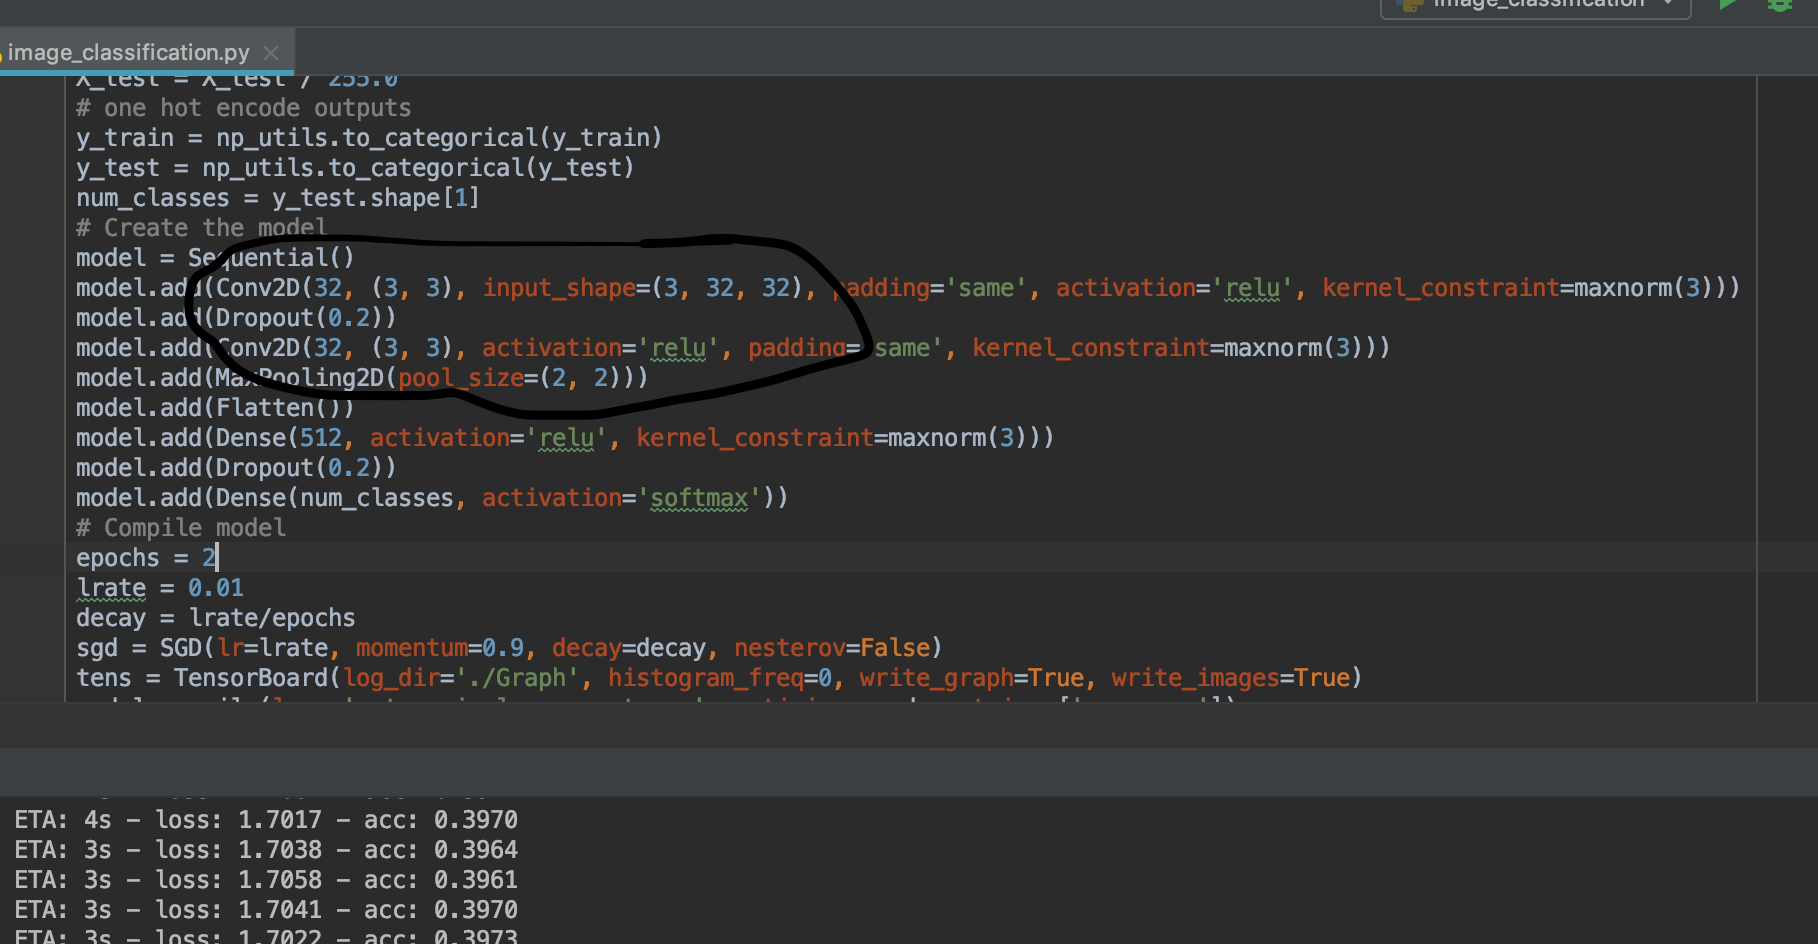 image_classification
image_classification.py
X_test = X_test / 255.0
# one hot encode outputs
y_train = np_utils.to_categorical(y_train)
y_test = np_utils.to_categorical(y_test)
num_classes = y_test.shape[1]
# Create the model
model = Sequential()
model.add(Conv2D(32, (3, 3), input_shape=(3, 32, 32), padding='same', activation='relu', kernel_constraint=maxnorm(3)))
model.add(Dropout(0.2))
model.add(Conv2D(32, (3, 3), activation='relu', padding='same', kernel_constraint=maxnorm(3)))
model.add(MaxPooling2D(pool_size=(2, 2)))
model.add(Flatten())
model.add(Dense(512, activation='relu', kernel_constraint=maxnorm(3)))
model.add(Dropout(0.2))
model.add(Dense(num_classes, activation='softmax'))
# Compile model
epochs = 2
lrate = 0.01
decay = lrate/epochs
sgd = SGD(lr=lrate, momentum=0.9, decay=decay, nesterov=False)
tens = TensorBoard(log_dir='./Graph', histogram_freq=0, write_graph=True, write_images=True)
ETA: 4s - loss: 1.7017 - acc: 0.3970
ETA: 3s - loss: 1.7038 - acc: 0.3964
ETA: 3s - loss: 1.7058 - acc: 0.3961
ETA: 3s - loss: 1.7041 - acc: 0.3970
ETA: 3s - loss: 1.7022 - acc: 0.3973